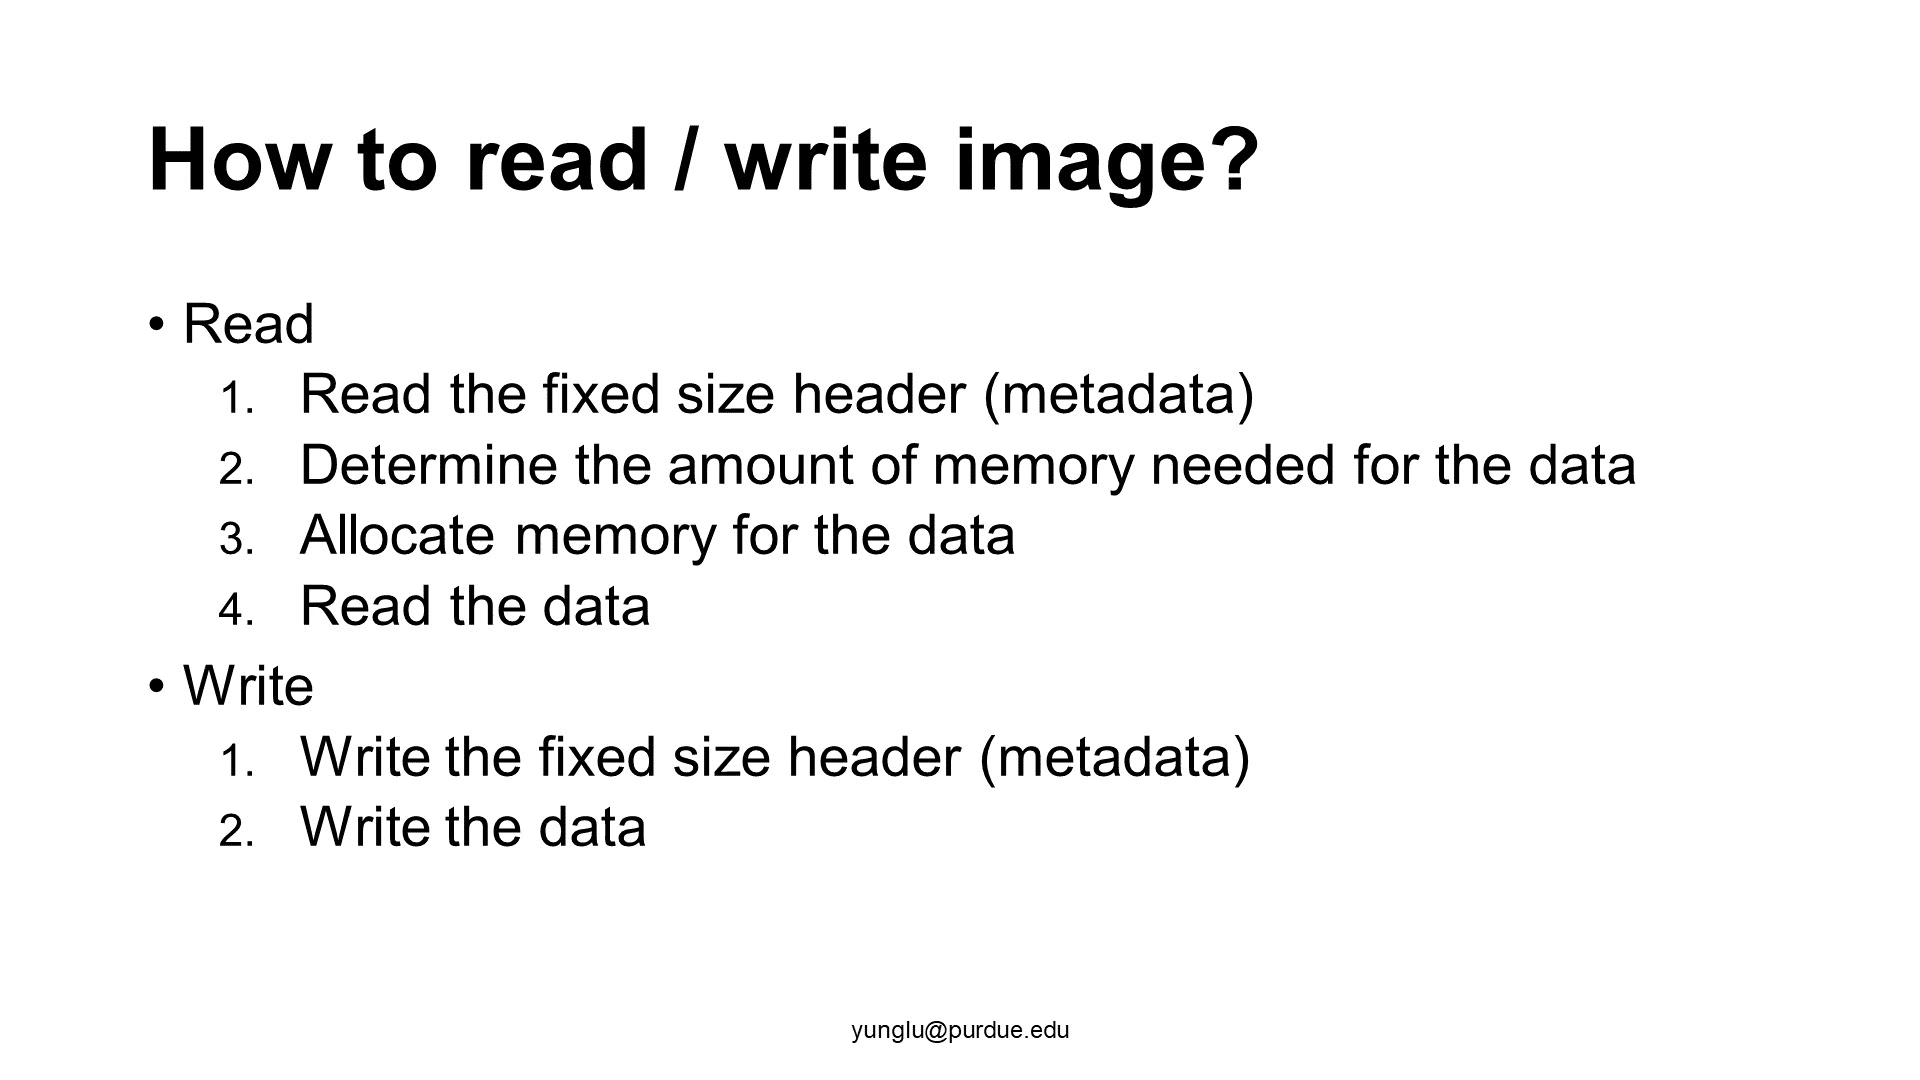 How to read / write image?
• Read
1. Read the fixed size header (metadata)
2. Determine the amount of memory needed for the data
3. Allocate memory for the data
4. Read the data
• Write
1. Write the fixed size header (metadata)
2. Write the data
yunglu@purdue.edu